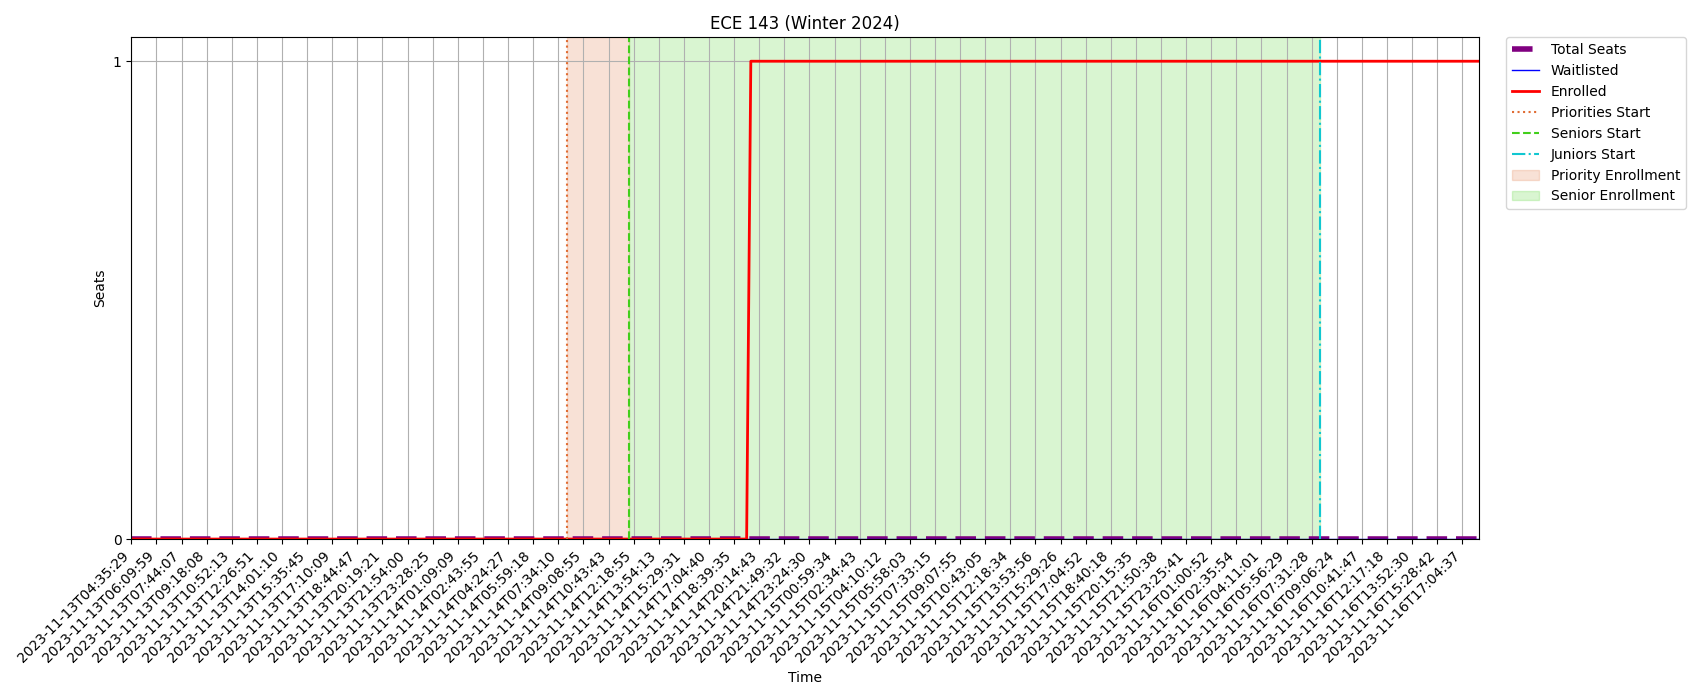 ECE 143 (Winter 2024)
Total Seats
Waitlisted
Enrolled
Priorities Start
Seniors Start
Juniors Start
Priority Enrollment
Senior Enrollment
Seats
1
0
2023-11-13T04:35:29
2023-11-13T06:09:59
2023-11-13T07:44:07
2023-11-13T09:18:08
2023-11-13T10:52:13
2023-11-13T12:26:51
2023-11-13T14:01:10
2023-11-13T15:35:45
2023-11-13T17:10:09
2023-11-13T18:44:47
2023-11-13T20:19:21
2023-11-13T21:54:00
2023-11-13T23:28:25
2023-11-14T01:09:09
2023-11-14T02:43:55
2023-11-14T04:24:27
2023-11-14T05:59:18
2023-11-14T07:34:10
2023-11-14T09:08:55
2023-11-14T10:43:43
2023-11-14T12:18:55
2023-11-14T13:54:13
2023-11-14T15:29:31
2023-11-14T17:04:40
2023-11-14T18:39:35
2023-11-14T20:14:43
2023-11-14T21:49:32
2023-11-14T23:24:30
2023-11-15T00:59:34
2023-11-15T02:34:43
2023-11-15T04:10:12
2023-11-15T05:58:03
2023-11-15T07:33:15
2023-11-15T09:07:55
2023-11-15T10:43:05
2023-11-15T12:18:34
2023-11-15T13:53:56
2023-11-15T15:29:26
2023-11-15T17:04:52
2023-11-15T18:40:18
2023-11-15T20:15:35
2023-11-15T21:50:38
2023-11-15T23:25:41
2023-11-16T01:00:52
2023-11-16T02:35:54
2023-11-16T04:11:01
2023-11-16T05:56:29
2023-11-16T07:31:28
2023-11-16T09:06:24
2023-11-16T10:41:47
2023-11-16T12:17:18
2023-11-16T13:52:30
2023-11-16T15:28:42
2023-11-16T17:04:37
Time